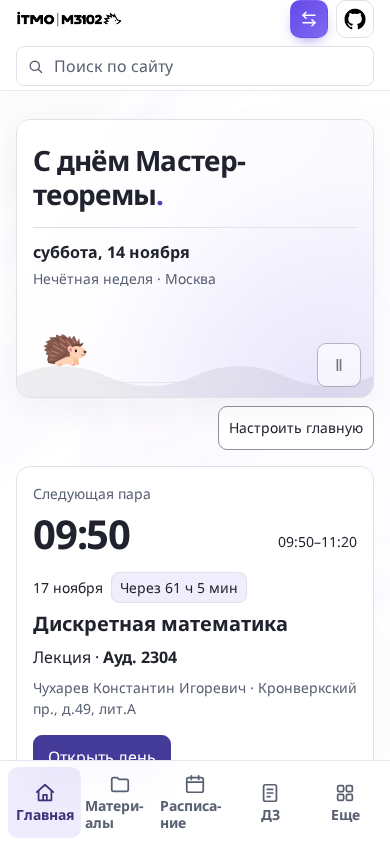 iTMO | M3102
Поиск по сайту
С днём Мастер-
теоремы.
суббота, 14 ноября
Нечётная неделя · Москва
Настроить главную
Следующая пара
09:50
09:50–11:20
17 ноября
Через 61 ч 5 мин
Дискретная математика
Лекция · Ауд. 2304
Чухарев Константин Игоревич · Кронверкский
пр., д.49, лит.А
Открыть день
Главная
Матери-
алы
Расписа-
ние
ДЗ
Еще